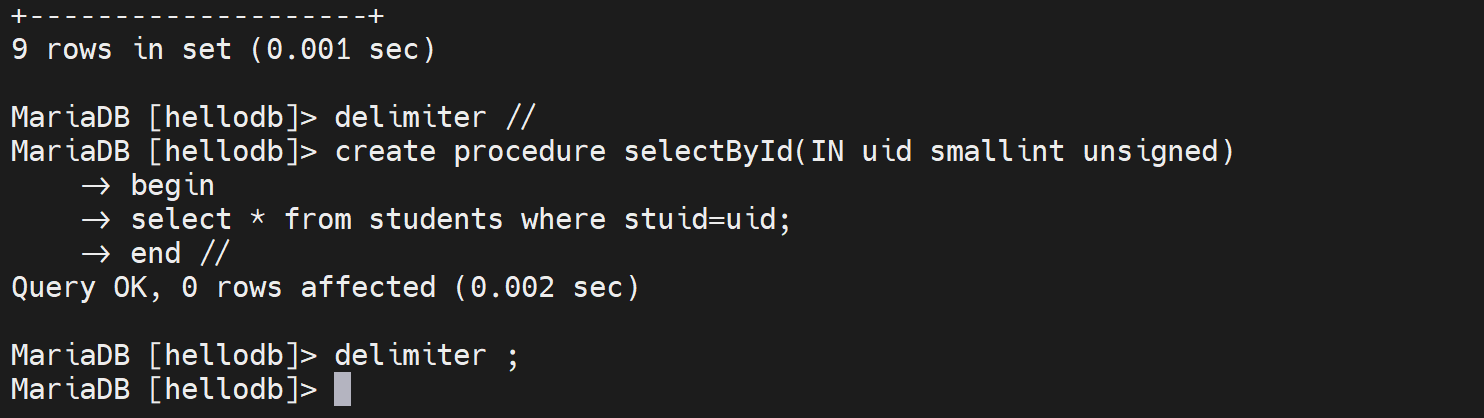 +--------------------+
9 rows in set (0.001 sec)
MariaDB [hellodb]> delimiter //
MariaDB [hellodb]> create procedure selectById(IN uid smallint unsigned)
    -> begin
    -> select * from students where stuid=uid;
    -> end //
Query OK, 0 rows affected (0.002 sec)
MariaDB [hellodb]> delimiter ;
MariaDB [hellodb]>